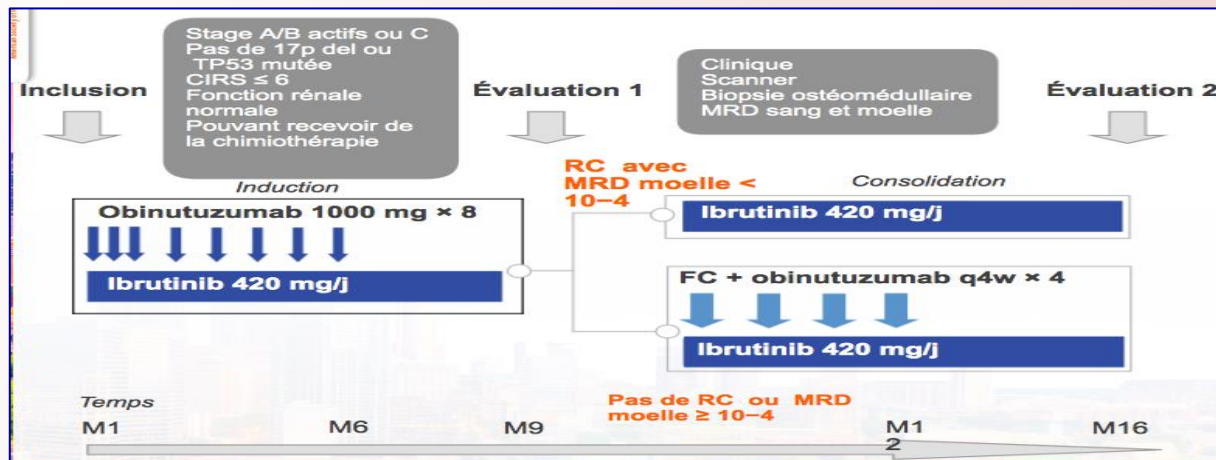 Stage A/B actifs ou C
Pas de 17p del ou
TP53 mutée
CIRS ≤ 6
Fonction rénale
normale
Pouvant recevoir de
la chimiothérapie
Inclusion
Évaluation 1
Clinique
Scanner
Biopsie ostéomédullaire
MRD sang et moelle
Évaluation 2
Induction
RC avec
MRD moelle <
10−4
Consolidation
Obinutuzumab 1000 mg × 8
Ibrutinib 420 mg/j
Ibrutinib 420 mg/j
FC + obinutuzumab q4w × 4
Ibrutinib 420 mg/j
Pas de RC ou MRD
moelle ≥ 10−4
Temps
M1
M6
M9
M1
2
M16